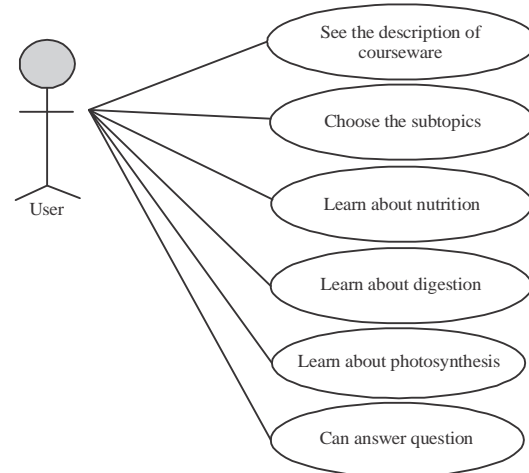 See the description of
courseware
Choose the subtopics
Learn about nutrition
User
Learn about digestion
Learn about photosynthesis
Can answer question